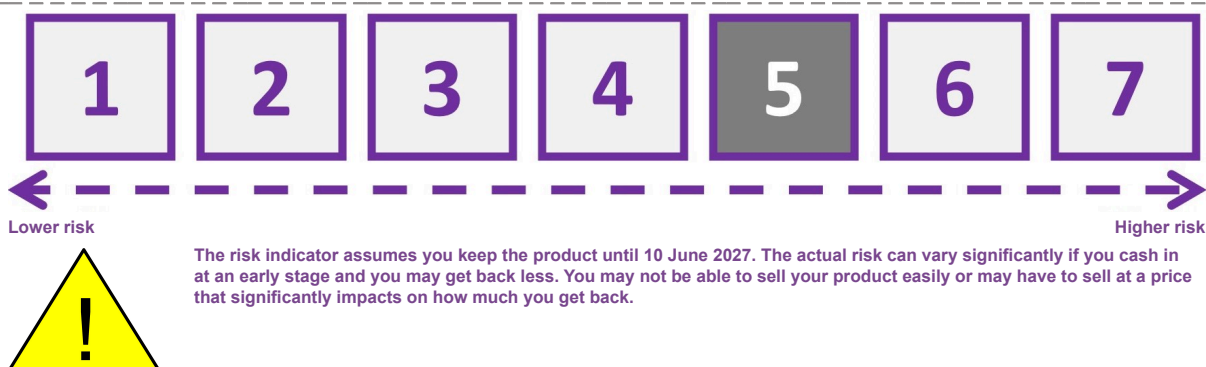 1 2 3 4 5 6 7
Lower risk Higher risk
The risk indicator assumes you keep the product until 10 June 2027. The actual risk can vary significantly if you cash in
at an early stage and you may get back less. You may not be able to sell your product easily or may have to sell at a price
that significantly impacts on how much you get back.
!